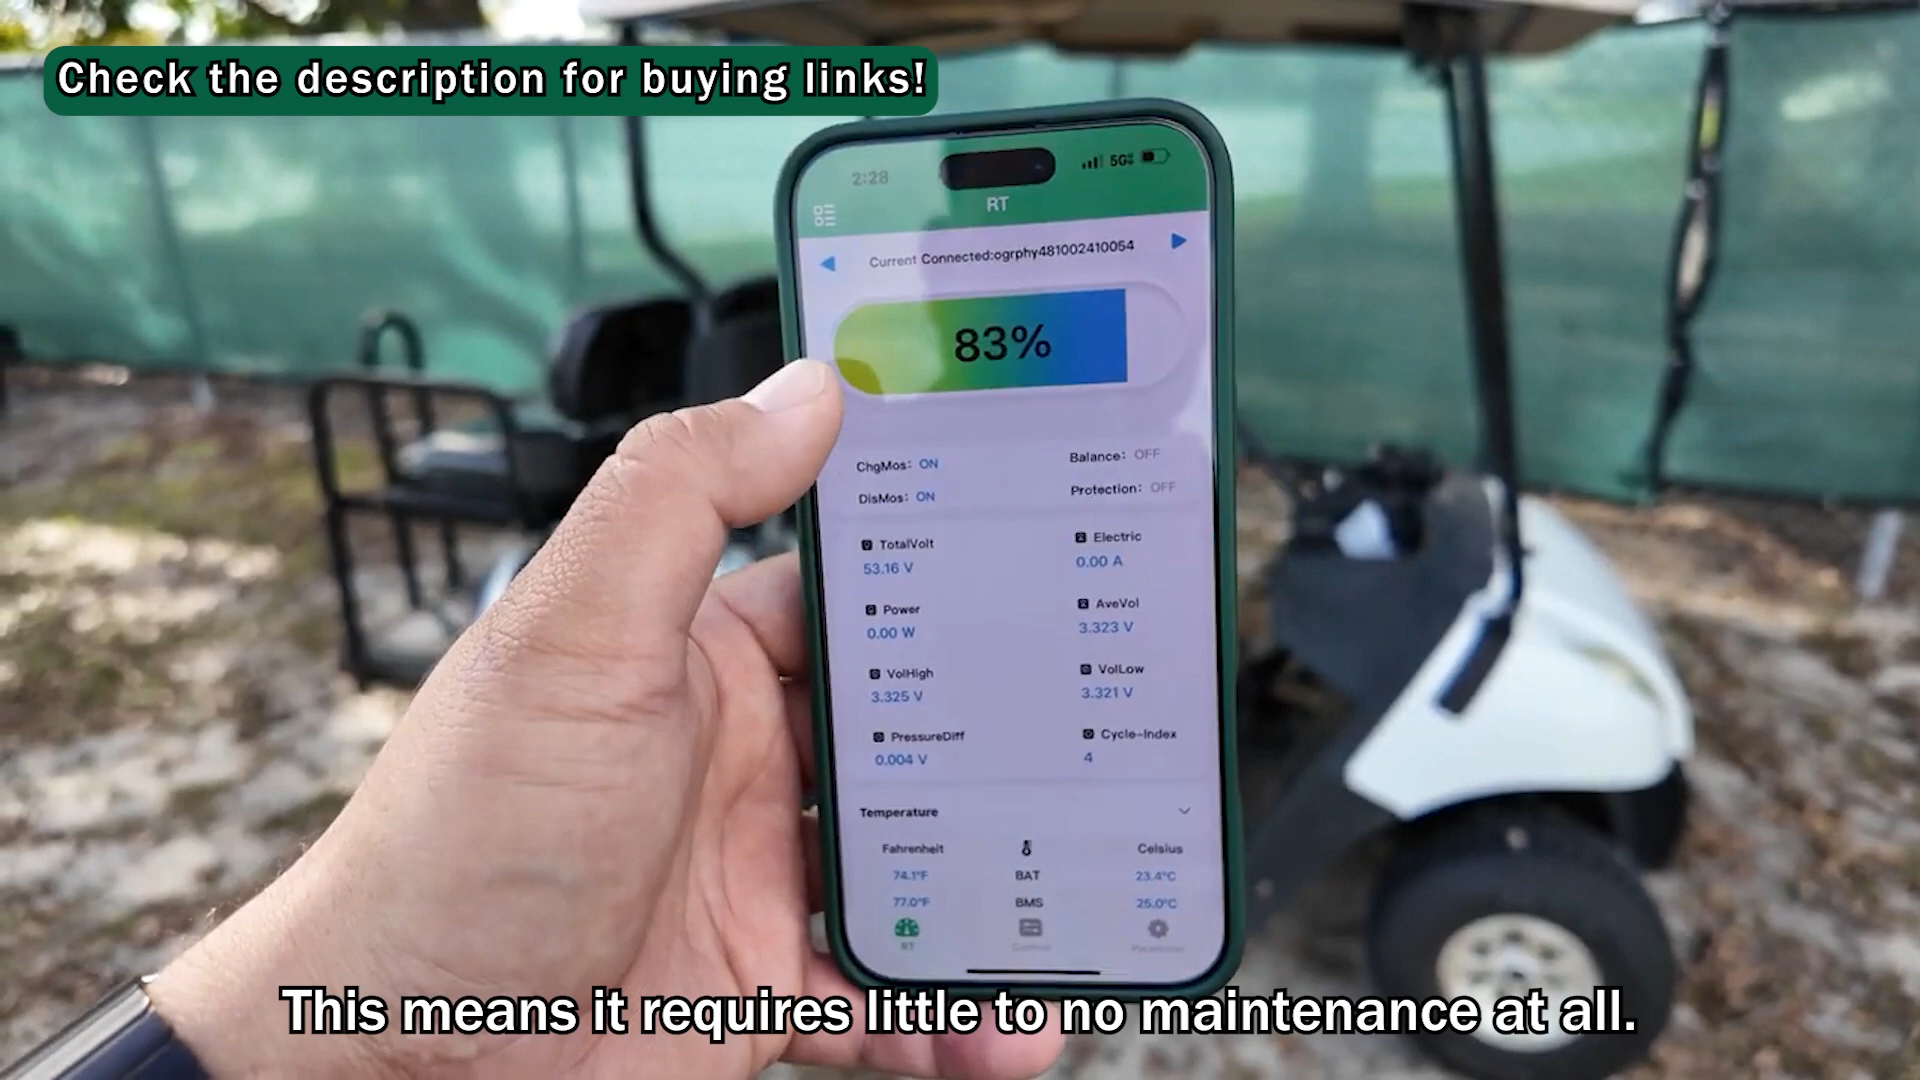 Check the description for buying links!
2:28
5G
RT
Current Connected:ogrphy481002410054
83%
ChgMos: ON
Balance: OFF
DisMos: ON
Protection: OFF
TotalVolt
Electric
53.16 V
0.00 A
Power
AveVol
0.00 W
3.323 V
VolHigh
VolLow
3.325 V
3.321 V
PressureDiff
Cycle-Index
0.004 V
4
Temperature
Fahrenheit
Celsius
74.1°F
BAT
23.4°C
77.0°F
BMS
25.0°C
RT
This means it requires little to no maintenance at all.